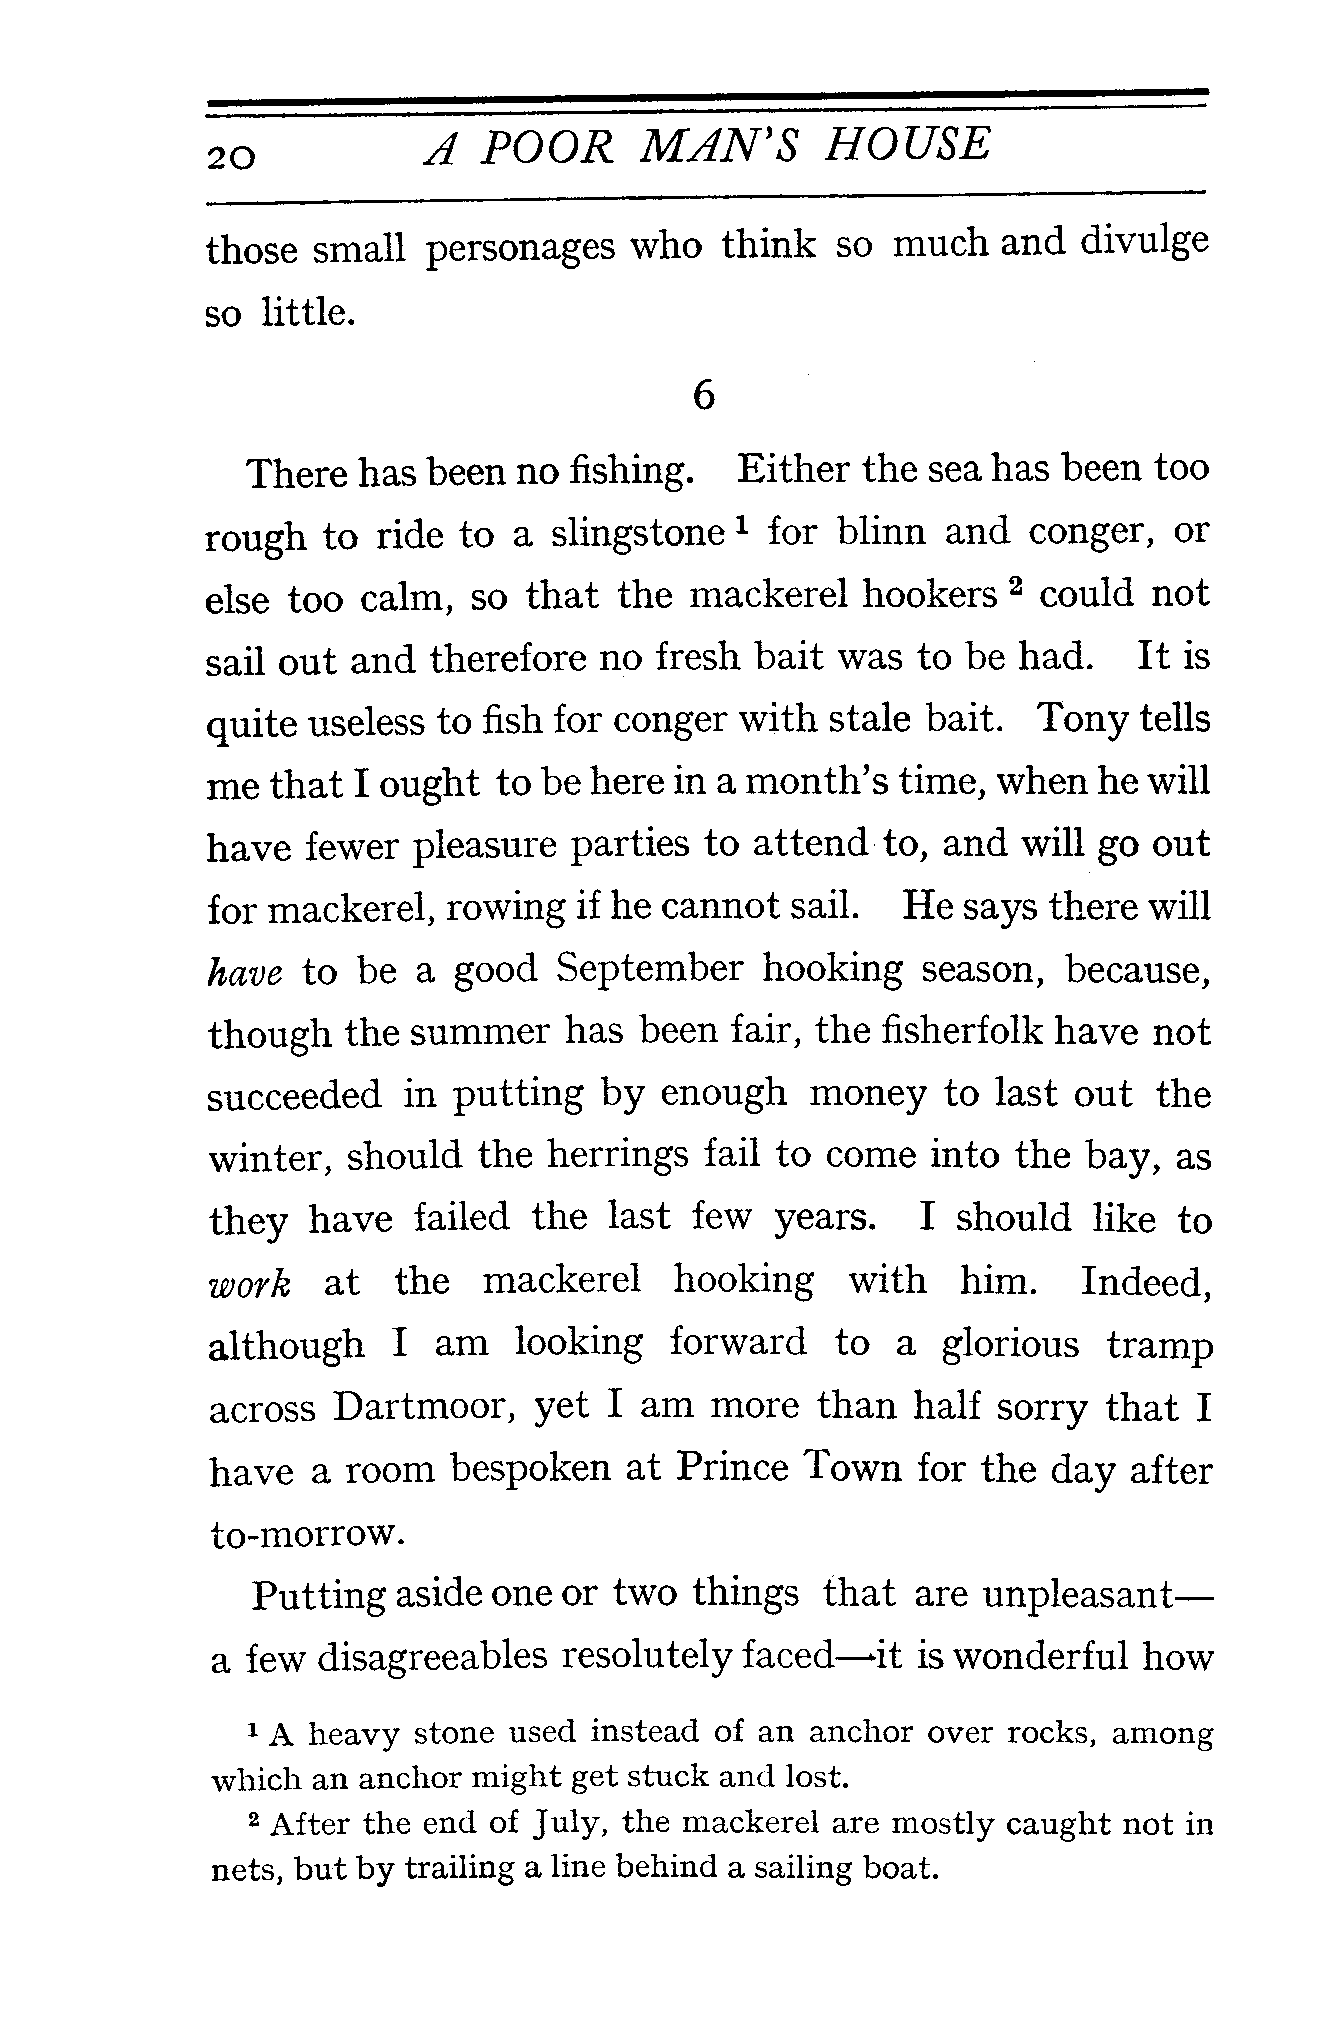 20 A POOR MAN'S HOUSE
those small personages who think so much and divulge
so little.
6
There has been no fishing. Either the sea has been too
rough to ride to a slingstone ¹ for blinn and conger, or
else too calm, so that the mackerel hookers ² could not
sail out and therefore no fresh bait was to be had. It is
quite useless to fish for conger with stale bait. Tony tells
me that I ought to be here in a month's time, when he will
have fewer pleasure parties to attend to, and will go out
for mackerel, rowing if he cannot sail. He says there will
have to be a good September hooking season, because,
though the summer has been fair, the fisherfolk have not
succeeded in putting by enough money to last out the
winter, should the herrings fail to come into the bay, as
they have failed the last few years. I should like to
work at the mackerel hooking with him. Indeed,
although I am looking forward to a glorious tramp
across Dartmoor, yet I am more than half sorry that I
have a room bespoken at Prince Town for the day after
to-morrow.
Putting aside one or two things that are unpleasant—
a few disagreeables resolutely faced—it is wonderful how
¹ A heavy stone used instead of an anchor over rocks, among
which an anchor might get stuck and lost.
² After the end of July, the mackerel are mostly caught not in
nets, but by trailing a line behind a sailing boat.